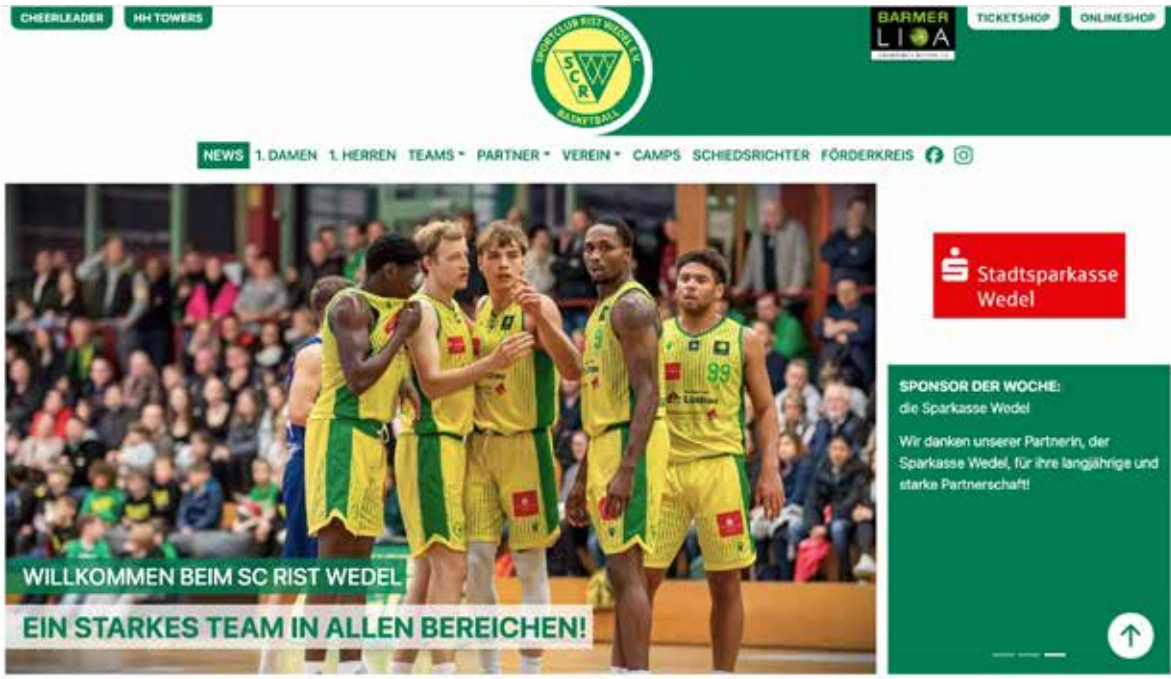 CHEERLEADER
HH TOWERS
SPORTCLUB RIST WEDEL E.V.
SCR
BASKETBALL
BARMER
LIGA
TICKETSHOP
ONLINESHOP
NEWS 1. DAMEN 1. HERREN TEAMS PARTNER VEREIN CAMPS SCHIEDSRICHTER FÖRDERKREIS
9
99
Stadtsparkasse
Wedel
WILLKOMMEN BEIM SC RIST WEDEL
EIN STARKES TEAM IN ALLEN BEREICHEN!
SPONSOR DER WOCHE:
die Sparkasse Wedel
Wir danken unserer Partnerin, der
Sparkasse Wedel, für ihre langjährige und
starke Partnerschaft!